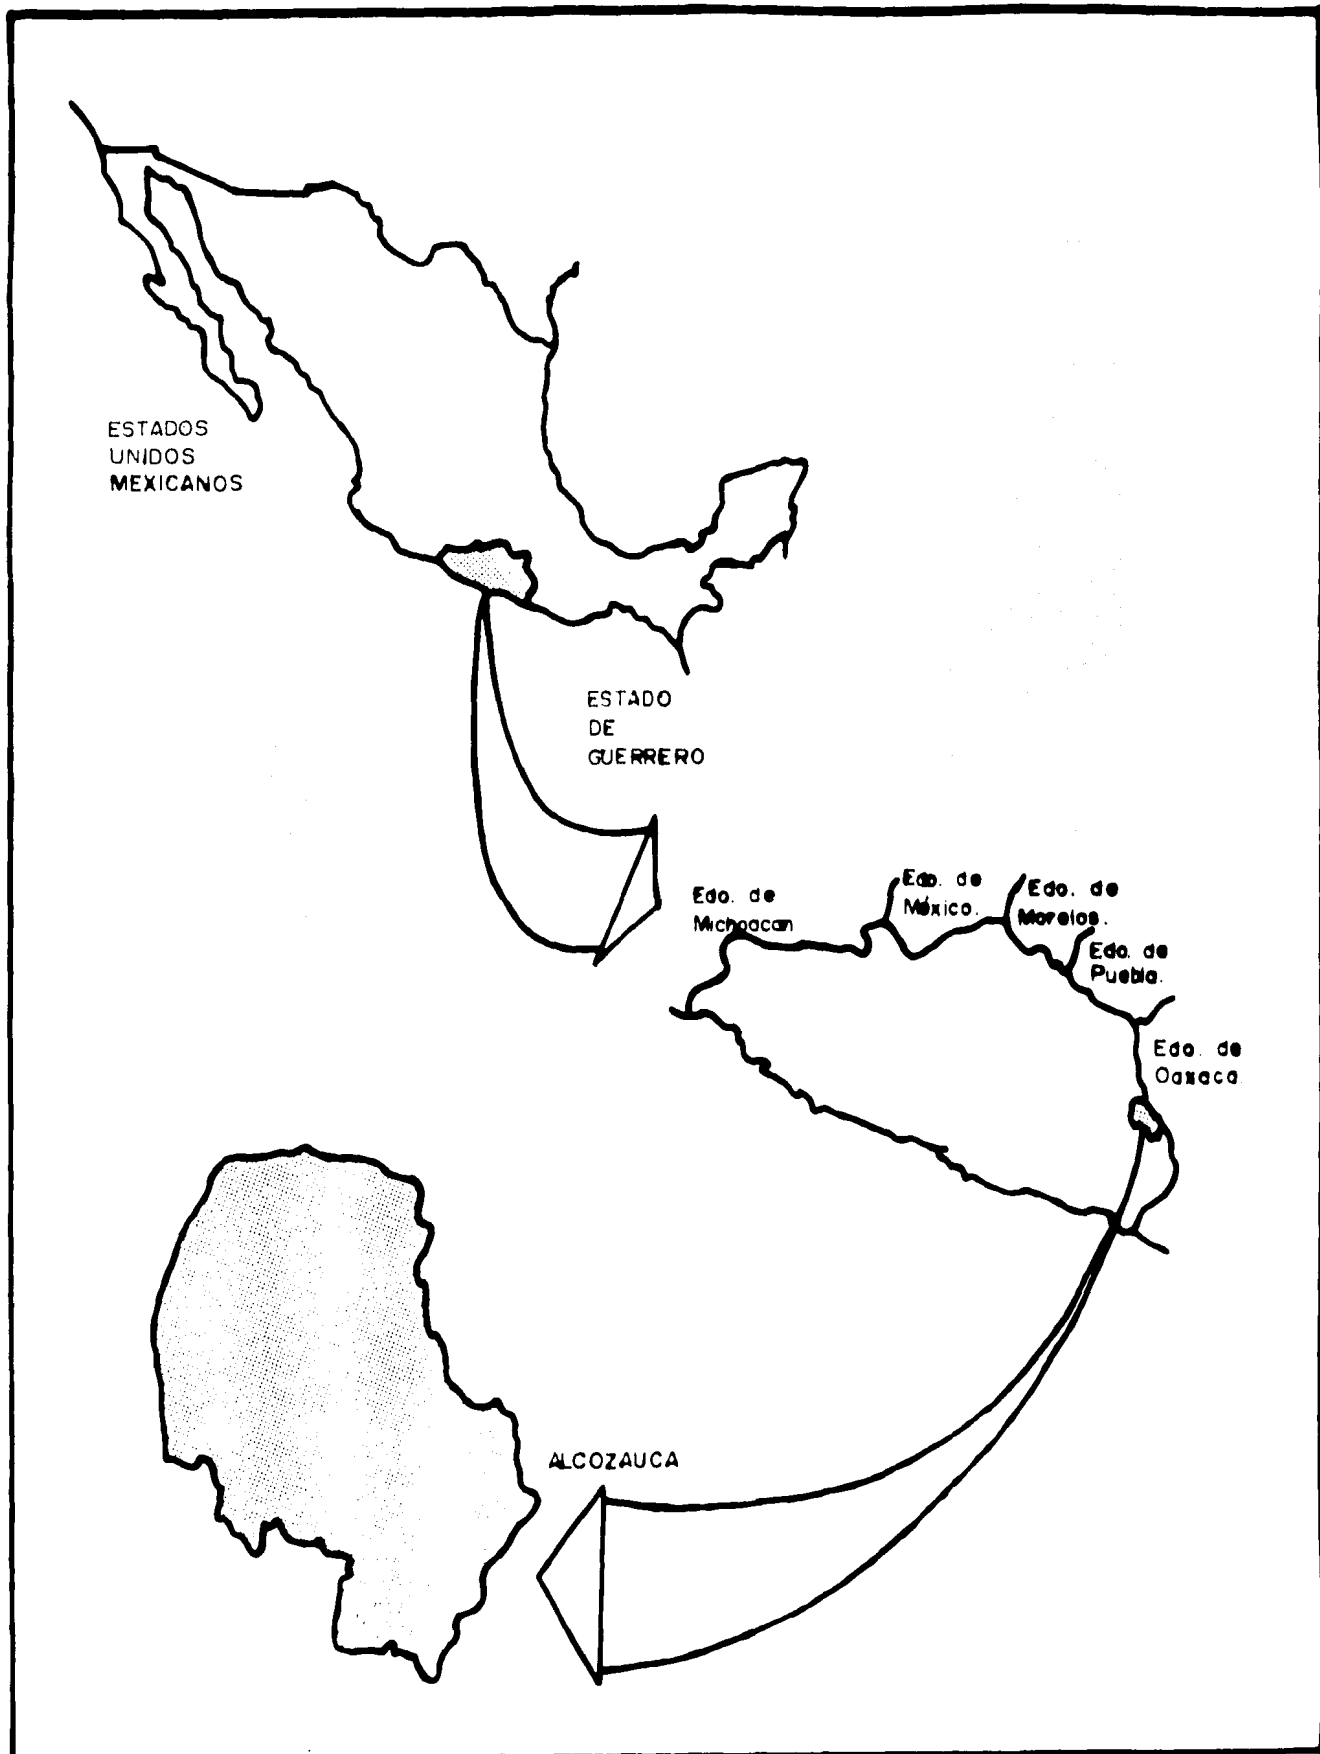 ESTADOS
UNIDOS
MEXICANOS
ESTADO
DE
GUERRERO
Edo. de
Michoacan
Edo. de
México.
Edo. de
Morelos.
Edo. de
Puebla.
Edo. de
Oaxaca.
ALCOZAUCA